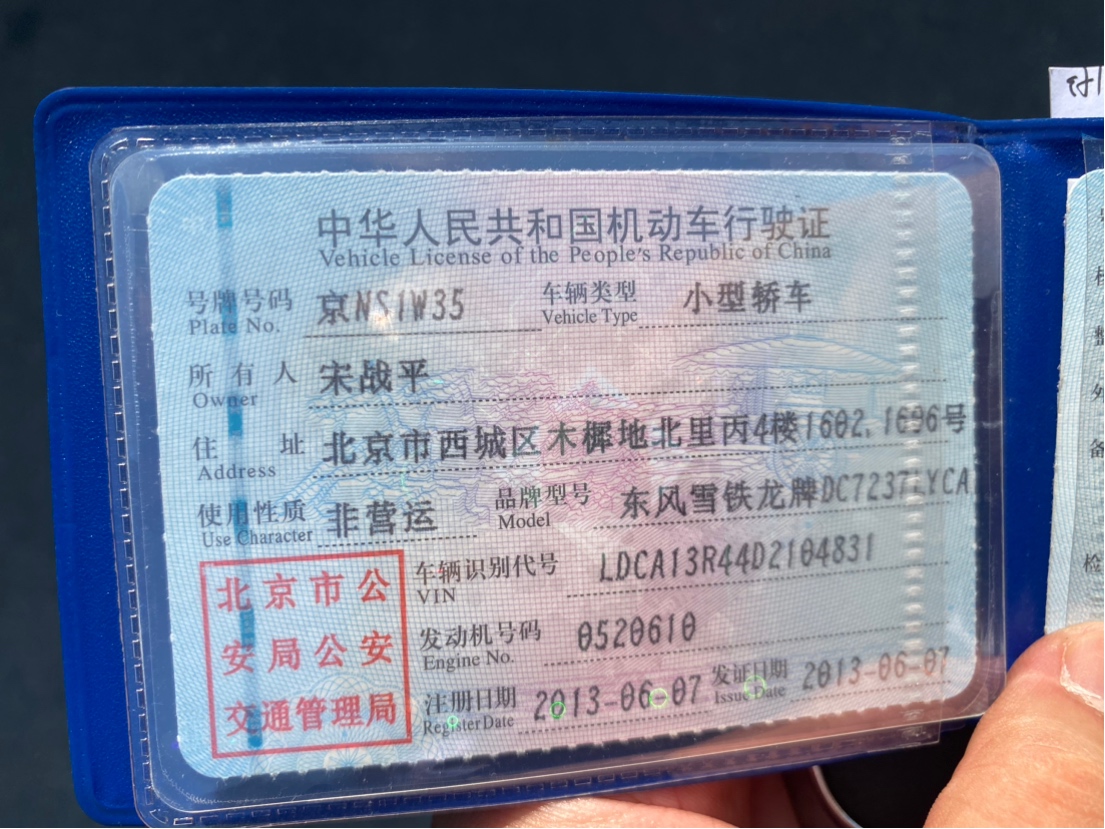 中华人民共和国机动车行驶证
Vehicle License of the People's Republic of China
号牌号码 京NS1W35 车辆类型 小型轿车
Plate No. Vehicle Type
所有人 宋战平
Owner
住址 北京市西城区木樨地北里丙4楼1602,1606号
Address
使用性质 非营运 品牌型号 东风雪铁龙牌DC7237LYCA
Use Character Model
北京市公
安局公安
交通管理局
车辆识别代号 LDCA13R44D2104831
VIN
发动机号码 0520610
Engine No.
注册日期 2013-06-07 发证日期 2013-06-07
Register Date Issue Date